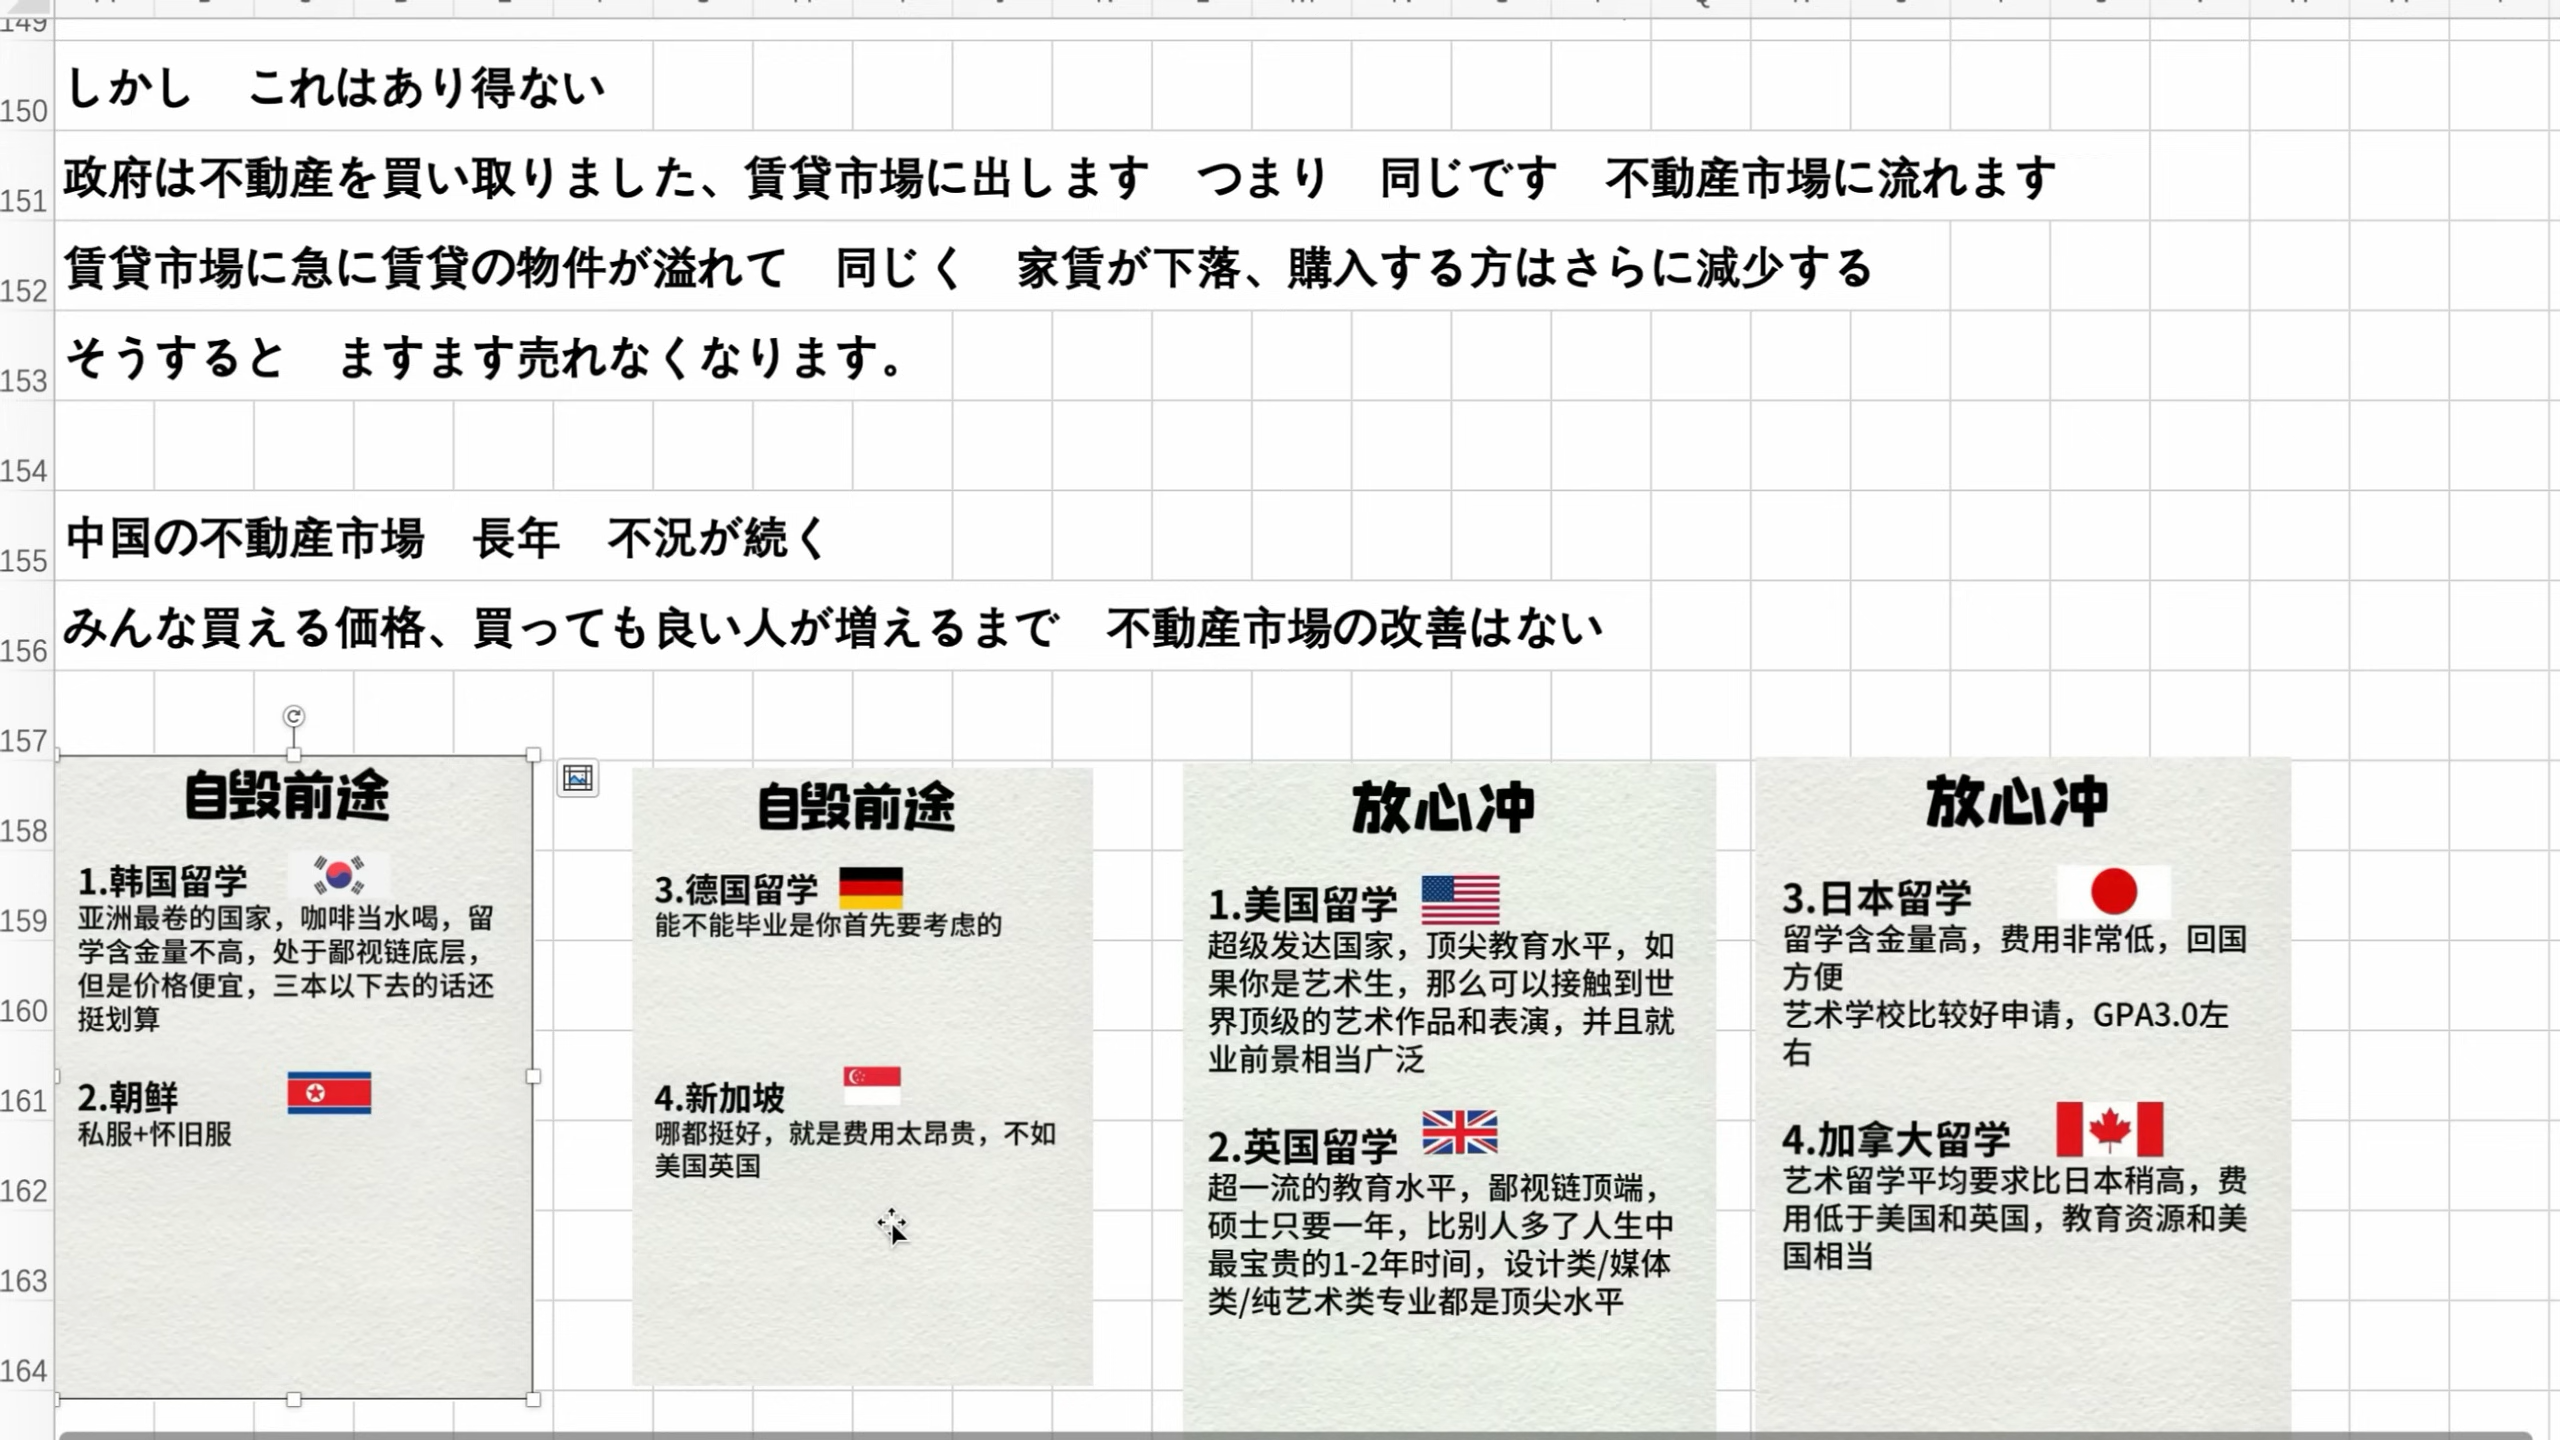 149
150
しかし　これはあり得ない
151
政府は不動産を買い取りました、賃貸市場に出します　つまり　同じです　不動産市場に流れます
152
賃貸市場に急に賃貸の物件が溢れて　同じく　家賃が下落、購入する方はさらに減少する
153
そうすると　ますます売れなくなります。
154
155
中国の不動産市場　長年　不況が続く
156
みんな買える価格、買っても良い人が増えるまで　不動産市場の改善はない
157
158
159
160
161
162
163
164
自毁前途
1.韩国留学
亚洲最卷的国家，咖啡当水喝，留
学含金量不高，处于鄙视链底层，
但是价格便宜，三本以下去的话还
挺划算
2.朝鲜
私服+怀旧服
自毁前途
3.德国留学
能不能毕业是你首先要考虑的
4.新加坡
哪都挺好，就是费用太昂贵，不如
美国英国
放心冲
1.美国留学
超级发达国家，顶尖教育水平，如
果你是艺术生，那么可以接触到世
界顶级的艺术作品和表演，并且就
业前景相当广泛
2.英国留学
超一流的教育水平，鄙视链顶端，
硕士只要一年，比别人多了人生中
最宝贵的1-2年时间，设计类/媒体
类/纯艺术类专业都是顶尖水平
放心冲
3.日本留学
留学含金量高，费用非常低，回国
方便
艺术学校比较好申请，GPA3.0左
右
4.加拿大留学
艺术留学平均要求比日本稍高，费
用低于美国和英国，教育资源和美
国相当